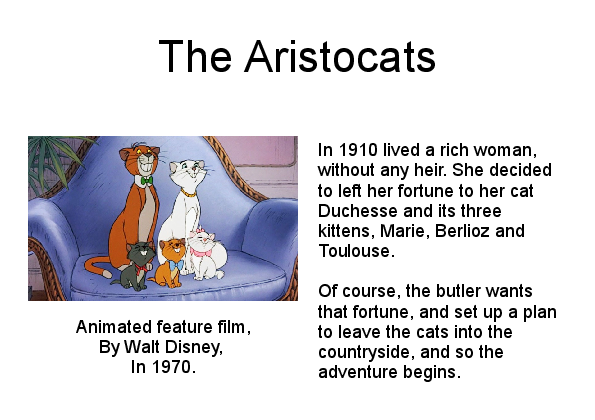 The Aristocats
In 1910 lived a rich woman,
without any heir. She decided
to left her fortune to her cat
Duchesse and its three
kittens, Marie, Berlioz and
Toulouse.
Of course, the butler wants
that fortune, and set up a plan
to leave the cats into the
countryside, and so the
adventure begins.
Animated feature film,
By Walt Disney,
In 1970.